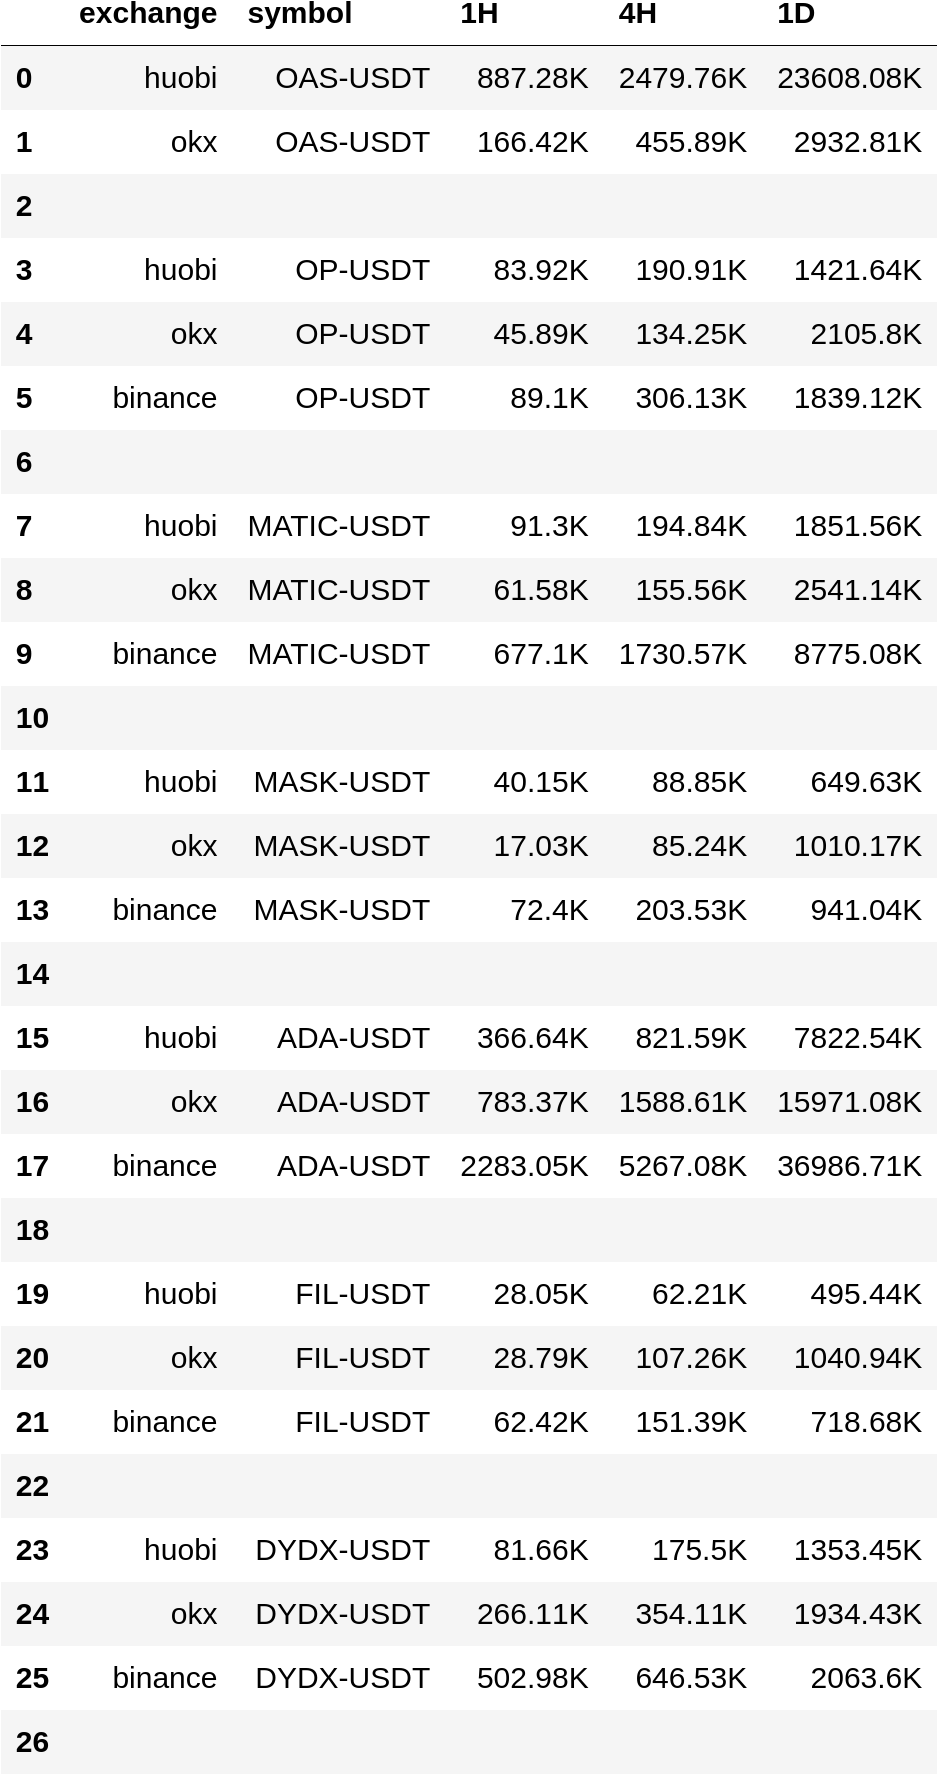 exchange symbol 1H 4H 1D
0 huobi OAS-USDT 887.28K 2479.76K 23608.08K
1 okx OAS-USDT 166.42K 455.89K 2932.81K
2
3 huobi OP-USDT 83.92K 190.91K 1421.64K
4 okx OP-USDT 45.89K 134.25K 2105.8K
5 binance OP-USDT 89.1K 306.13K 1839.12K
6
7 huobi MATIC-USDT 91.3K 194.84K 1851.56K
8 okx MATIC-USDT 61.58K 155.56K 2541.14K
9 binance MATIC-USDT 677.1K 1730.57K 8775.08K
10
11 huobi MASK-USDT 40.15K 88.85K 649.63K
12 okx MASK-USDT 17.03K 85.24K 1010.17K
13 binance MASK-USDT 72.4K 203.53K 941.04K
14
15 huobi ADA-USDT 366.64K 821.59K 7822.54K
16 okx ADA-USDT 783.37K 1588.61K 15971.08K
17 binance ADA-USDT 2283.05K 5267.08K 36986.71K
18
19 huobi FIL-USDT 28.05K 62.21K 495.44K
20 okx FIL-USDT 28.79K 107.26K 1040.94K
21 binance FIL-USDT 62.42K 151.39K 718.68K
22
23 huobi DYDX-USDT 81.66K 175.5K 1353.45K
24 okx DYDX-USDT 266.11K 354.11K 1934.43K
25 binance DYDX-USDT 502.98K 646.53K 2063.6K
26